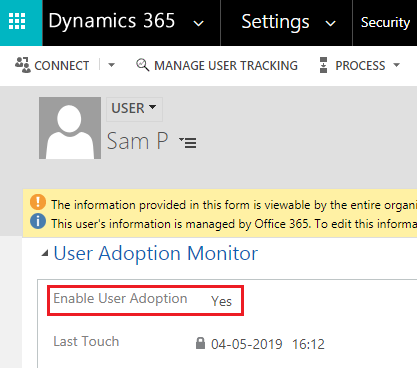 Dynamics 365 Settings Security
CONNECT MANAGE USER TRACKING PROCESS
USER
Sam P
The information provided in this form is viewable by the entire organi
This user's information is managed by Office 365. To edit this informa
User Adoption Monitor
Enable User Adoption Yes
Last Touch 04-05-2019 16:12